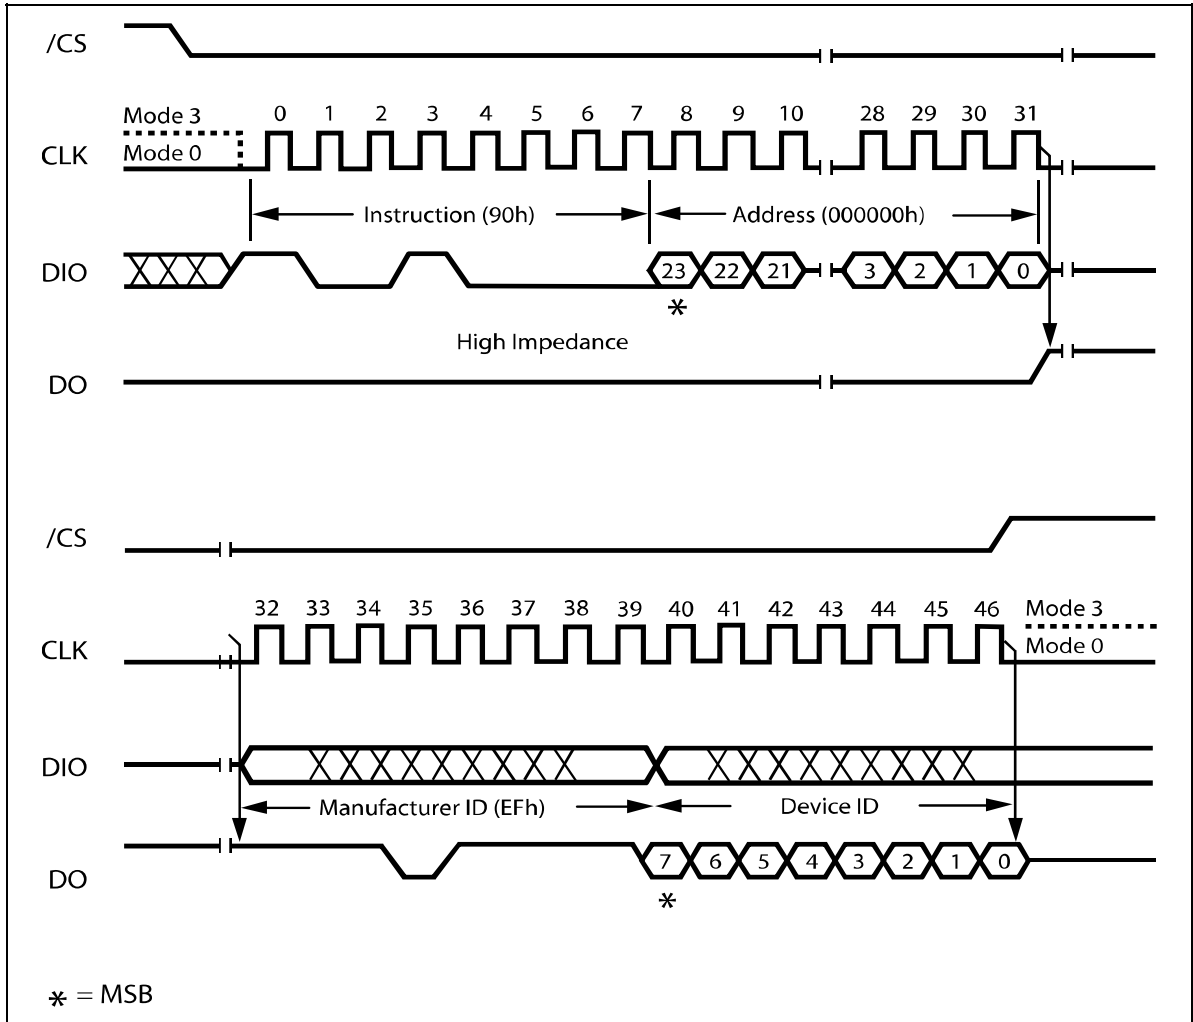 /CS
Mode 3
0 1 2 3 4 5 6 7 8 9 10 28 29 30 31
CLK
Mode 0
Instruction (90h)
Address (000000h)
DIO
23 22 21 3 2 1 0
*
High Impedance
DO
/CS
32 33 34 35 36 37 38 39 40 41 42 43 44 45 46
Mode 3
CLK
Mode 0
DIO
Manufacturer ID (EFh)
Device ID
DO
7 6 5 4 3 2 1 0
*
* = MSB